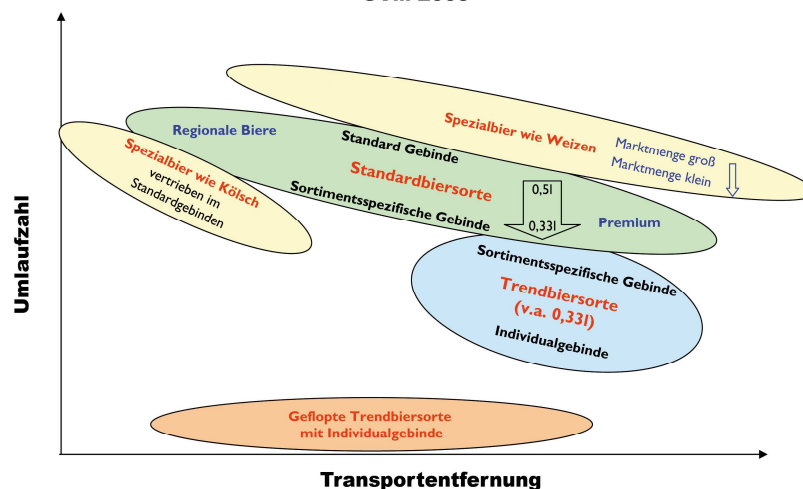 Umlaufzahl
Spezialbier wie Weizen
Marktmenge groß
Marktmenge klein
Regionale Biere
Standard Gebinde
Standardbiersorte
Sortimentsspezifische Gebinde
0,5l
0,33l
Premium
Spezialbier wie Kölsch
vertrieben im
Standardgebinden
Sortimentsspezifische Gebinde
Trendbiersorte
(v.a. 0,33l)
Individualgebinde
Geflopte Trendbiersorte
mit Individualgebinde
Transportentfernung